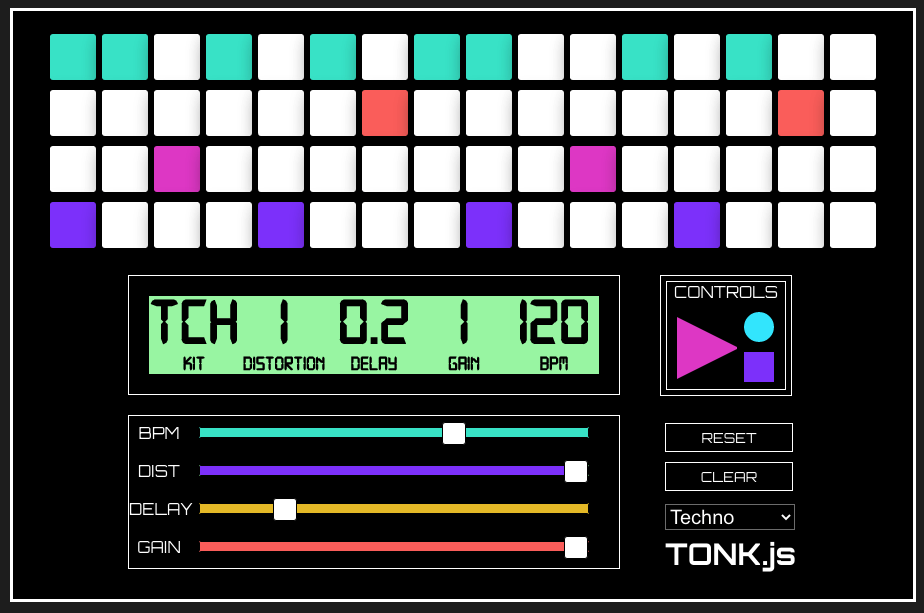 TCH 1 0.2 1 120
KIT DISTORTION DELAY GAIN BPM
CONTROLS
BPM
DIST
DELAY
GAIN
RESET
CLEAR
Techno
TONK.js